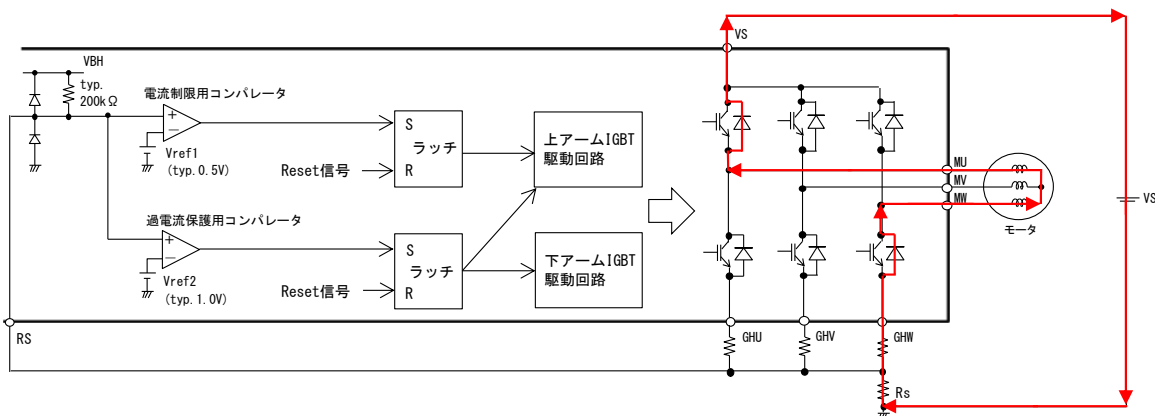 VS
VBH
typ.
200kΩ
電流制限用コンパレータ
+
−
Vref1
(typ.0.5V)
S
ラッチ
R
Reset信号
上アームIGBT
駆動回路
過電流保護用コンパレータ
+
−
Vref2
(typ.1.0V)
S
ラッチ
R
Reset信号
下アームIGBT
駆動回路
MU
MV
MW
モータ
VS
RS
GHU
GHV
GHW
Rs